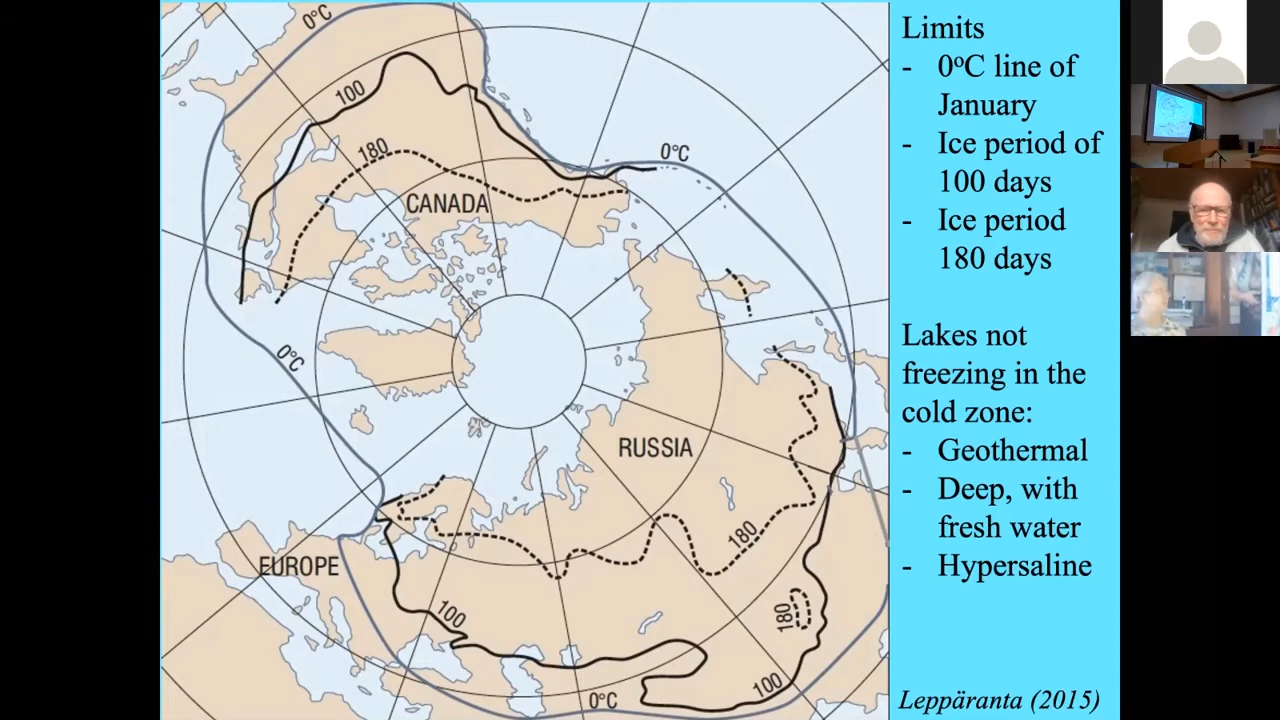 0°C
100
180
CANADA
0°C
0°C
RUSSIA
180
EUROPE
100
180
0°C
100
Limits
- 0°C line of
January
- Ice period of
100 days
- Ice period
180 days
Lakes not
freezing in the
cold zone:
- Geothermal
- Deep, with
fresh water
- Hypersaline
Leppäranta (2015)